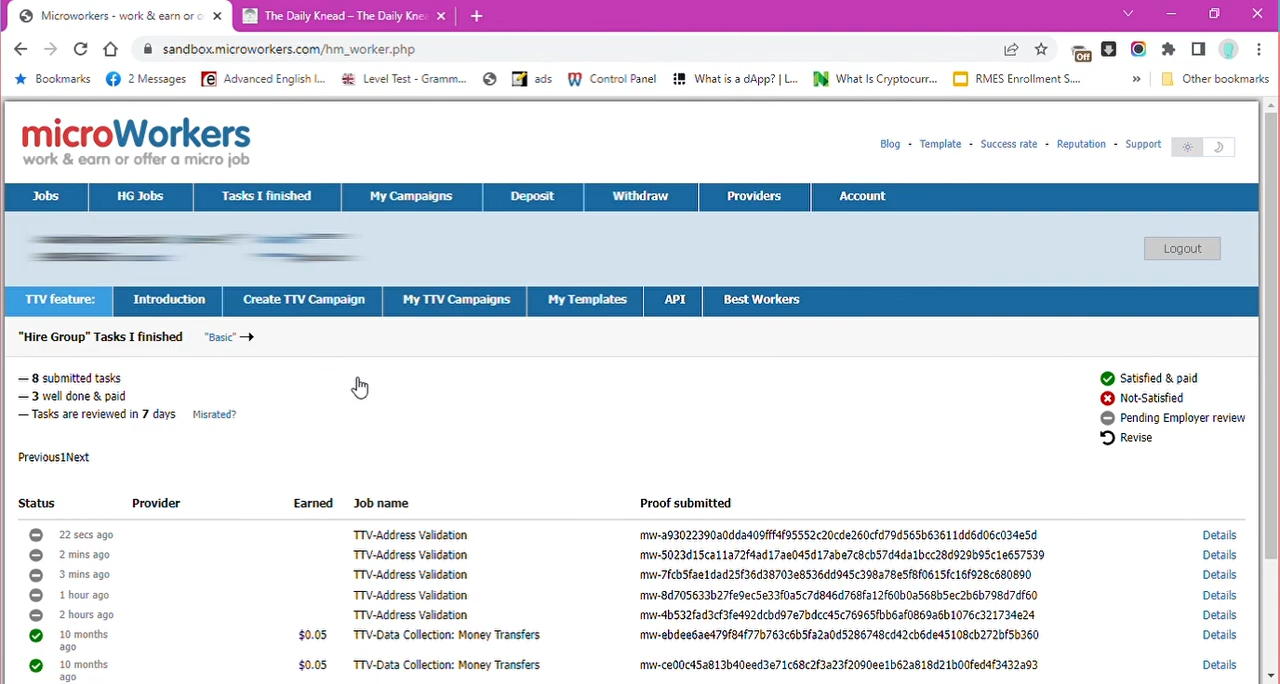 Microworkers - work & earn or o
The Daily Knead – The Daily Kne
sandbox.microworkers.com/hm_worker.php
Off
Bookmarks
2 Messages
Advanced English I...
Level Test - Gramm...
ads
Control Panel
What is a dApp? | L...
What Is Cryptocurr...
RMES Enrollment S....
»
Other bookmarks
microWorkers
work & earn or offer a micro job
Blog - Template - Success rate - Reputation - Support
Jobs HG Jobs Tasks I finished My Campaigns Deposit Withdraw Providers Account
Logout
TTV feature: Introduction Create TTV Campaign My TTV Campaigns My Templates API Best Workers
"Hire Group" Tasks I finished "Basic" →
— 8 submitted tasks
— 3 well done & paid
— Tasks are reviewed in 7 days Misrated?
Satisfied & paid
Not-Satisfied
Pending Employer review
Revise
Previous1Next
Status Provider Earned Job name Proof submitted
22 secs ago TTV-Address Validation mw-a93022390a0dda409fff4f95552c20cde260cfd79d565b63611dd6d06c034e5d Details
2 mins ago TTV-Address Validation mw-5023d15ca11a72f4ad17ae045d17abe7c8cb57d4da1bcc28d929b95c1e657539 Details
3 mins ago TTV-Address Validation mw-7fcb5fae1dad25f36d38703e8536dd945c398a78e5f8f0615fc16f928c680890 Details
1 hour ago TTV-Address Validation mw-8d705633b27fe9ec5e33f0a5c7d846d768fa12f60b0a568b5ec2b6b798d7df60 Details
2 hours ago TTV-Address Validation mw-4b532fad3cf3fe492dcbd97e7bdcc45c76965fbb6af0869a6b1076c321734e24 Details
10 months ago $0.05 TTV-Data Collection: Money Transfers mw-ebdee6ae479f84f77b763c6b5fa2a0d5286748cd42cb6de45108cb272bf5b360 Details
10 months ago $0.05 TTV-Data Collection: Money Transfers mw-ce00c45a813b40eed3e71c68c2f3a23f2090ee1b62a818d21b00fed4f3432a93 Details